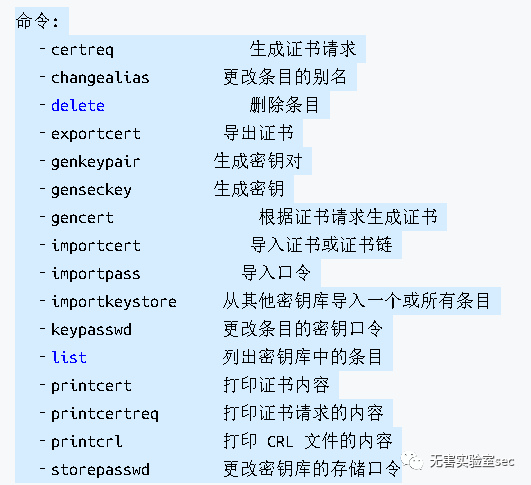 命令:
-certreq 生成证书请求
-changealias 更改条目的别名
-delete 删除条目
-exportcert 导出证书
-genkeypair 生成密钥对
-genseckey 生成密钥
-gencert 根据证书请求生成证书
-importcert 导入证书或证书链
-importpass 导入口令
-importkeystore 从其他密钥库导入一个或所有条目
-keypasswd 更改条目的密钥口令
-list 列出密钥库中的条目
-printcert 打印证书内容
-printcertreq 打印证书请求的内容
-printcrl 打印 CRL 文件的内容
-storepasswd 更改密钥库的存储口令
无害实验室sec